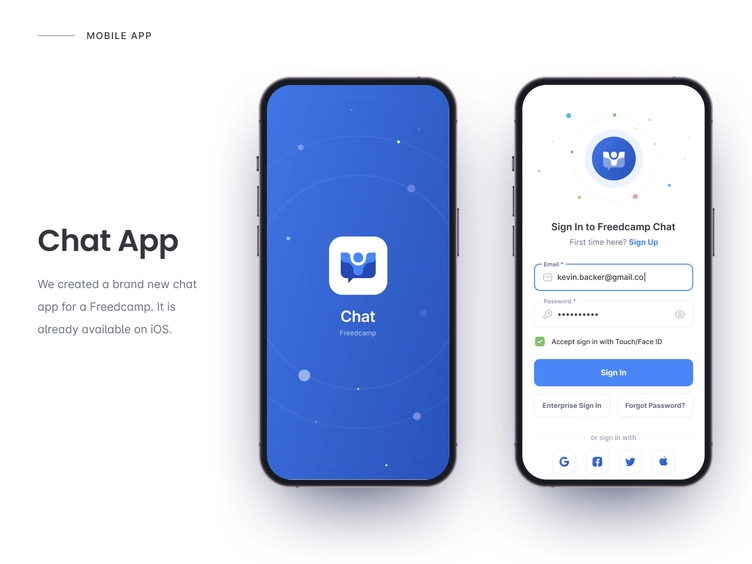 MOBILE APP
Chat App
We created a brand new chat
app for a Freedcamp. It is
already available on iOS.
Chat
Freedcamp
Sign In to Freedcamp Chat
First time here? Sign Up
Email *
kevin.backer@gmail.co
Password *
••••••••••
Accept sign in with Touch/Face ID
Sign In
Enterprise Sign In
Forgot Password?
or sign in with